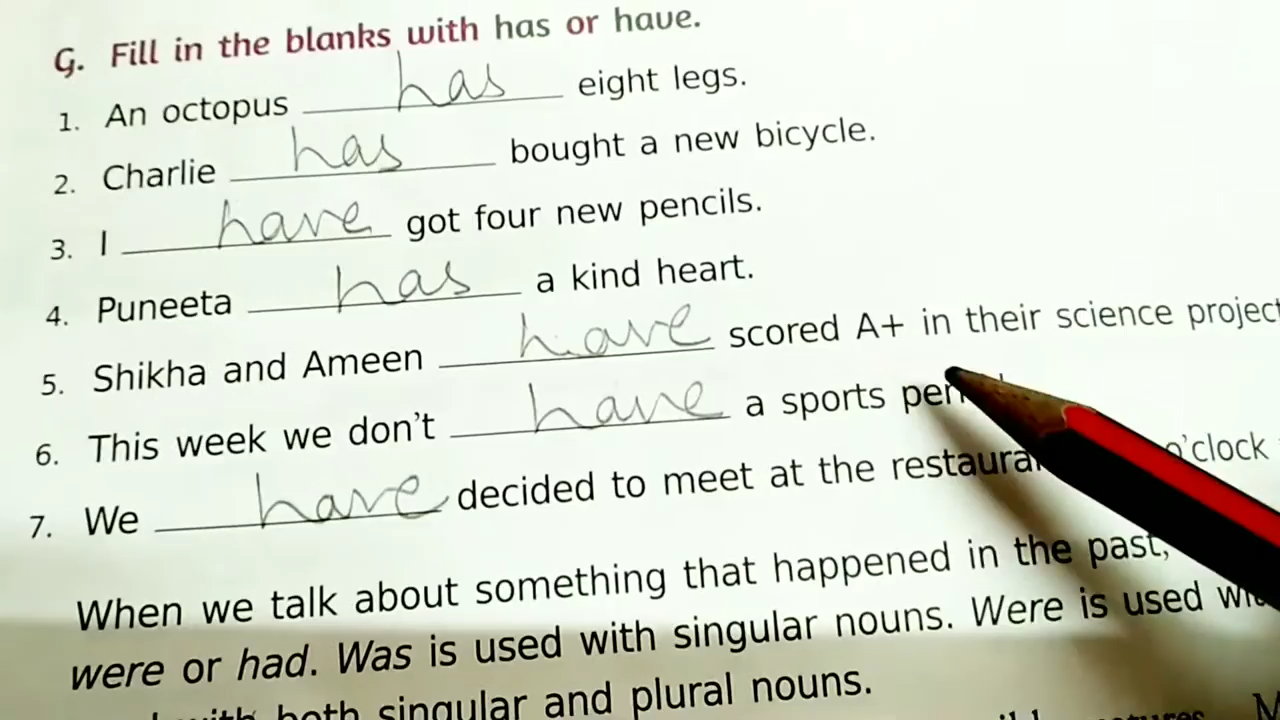 G. Fill in the blanks with has or have.
1. An octopus has eight legs.
2. Charlie has bought a new bicycle.
3. I have got four new pencils.
4. Puneeta has a kind heart.
5. Shikha and Ameen have scored A+ in their science project
6. This week we don't have a sports
7. We have decided to meet at the o'clock
When we talk about something that happened in the past,
were or had. Was is used with singular nouns. Were is used
with both singular and plural nouns.